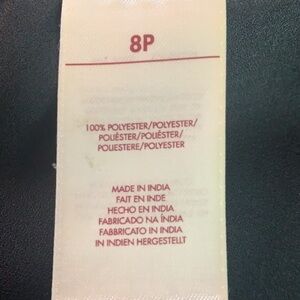 8P
100% POLYESTER/POLYESTER/
POLIÉSTER/POLIÉSTER/
POLIESTERE/POLYESTER
MADE IN INDIA
FAIT EN INDE
HECHO EN INDIA
FABRICADO NA ÍNDIA
FABBRICATO IN INDIA
IN INDIEN HERGESTELLT